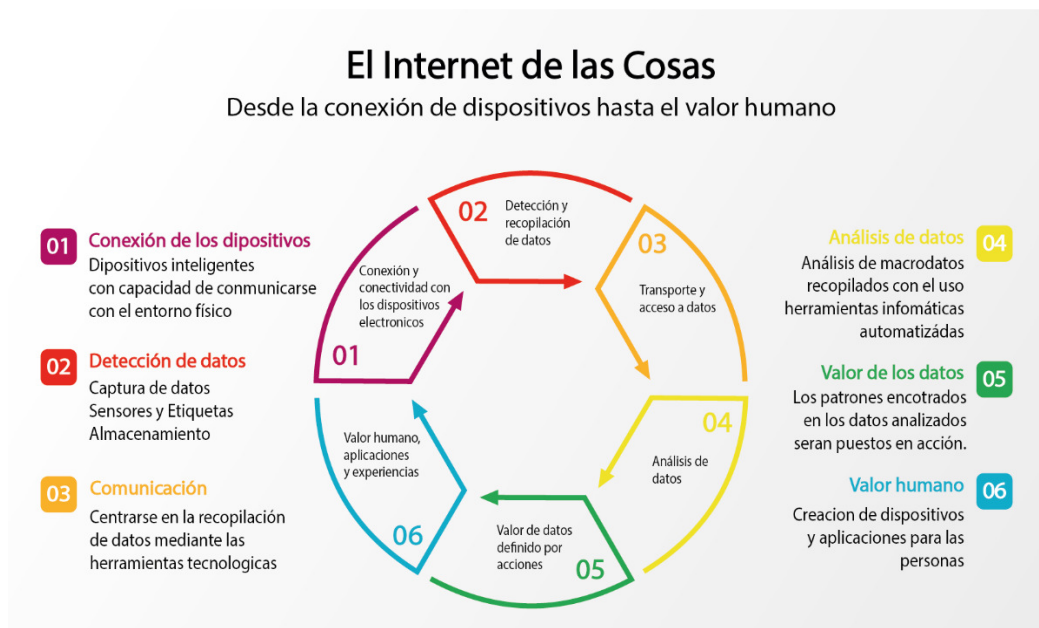 El Internet de las Cosas
Desde la conexión de dispositivos hasta el valor humano
01
Conexión de los dipositivos
Dipositivos inteligentes
con capacidad de conmunicarse
con el entorno físico
02
Detección de datos
Captura de datos
Sensores y Etiquetas
Almacenamiento
03
Comunicación
Centrarse en la recopilación
de datos mediante las
herramientas tecnologicas
Conexión y
conectividad con
los dispositivos
electronicos
01
02
Detección y
recopilación
de datos
03
Transporte y
acceso a datos
04
Análisis de
datos
Valor de datos
definido por
acciones
05
Valor humano,
aplicaciones
y experiencias
06
Análisis de datos
04
Análisis de macrodatos
recopilados con el uso
herramientas infomáticas
automatizádas
Valor de los datos
05
Los patrones encotrados
en los datos analizados
seran puestos en acción.
Valor humano
06
Creacion de dispositivos
y aplicaciones para las
personas